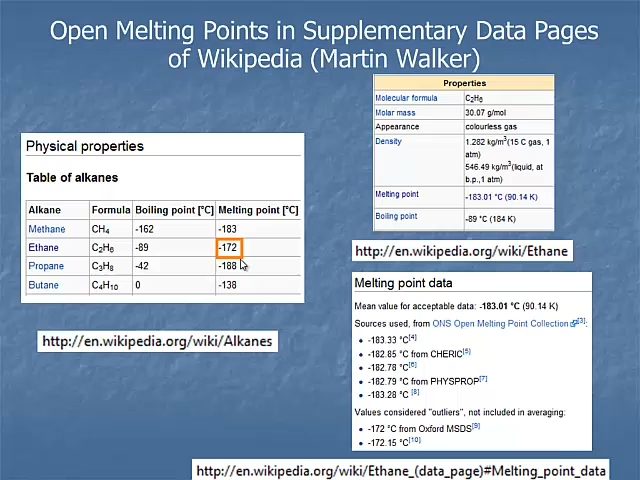 Open Melting Points in Supplementary Data Pages
of Wikipedia (Martin Walker)
Physical properties
Table of alkanes
Alkane Formula Boiling point [°C] Melting point [°C]
Methane CH4 -162 -183
Ethane C2H6 -89 -172
Propane C3H8 -42 -188
Butane C4H10 0 -138
http://en.wikipedia.org/wiki/Alkanes
Properties
Molecular formula C2H6
Molar mass 30.07 g/mol
Appearance colourless gas
Density 1.282 kg/m3(15 C gas, 1
atm)
546.49 kg/m3(liquid, at
b.p.,1 atm)
Melting point -183.01 °C (90.14 K)
Boiling point -89 °C (184 K)
http://en.wikipedia.org/wiki/Ethane
Melting point data
Mean value for acceptable data: -183.01 °C (90.14 K)
Sources used, from ONS Open Melting Point Collection[3]:
• -183.33 °C[4]
• -182.85 from CHERIC[5]
• -182.78 °C[6]
• -182.79 °C from PHYSPROP[7]
• -183.28 °C [8]
Values considered "outliers", not included in averaging:
• -172 °C from Oxford MSDS[9]
• -172.15 °C[10]
http://en.wikipedia.org/wiki/Ethane_(data_page)#Melting_point_data